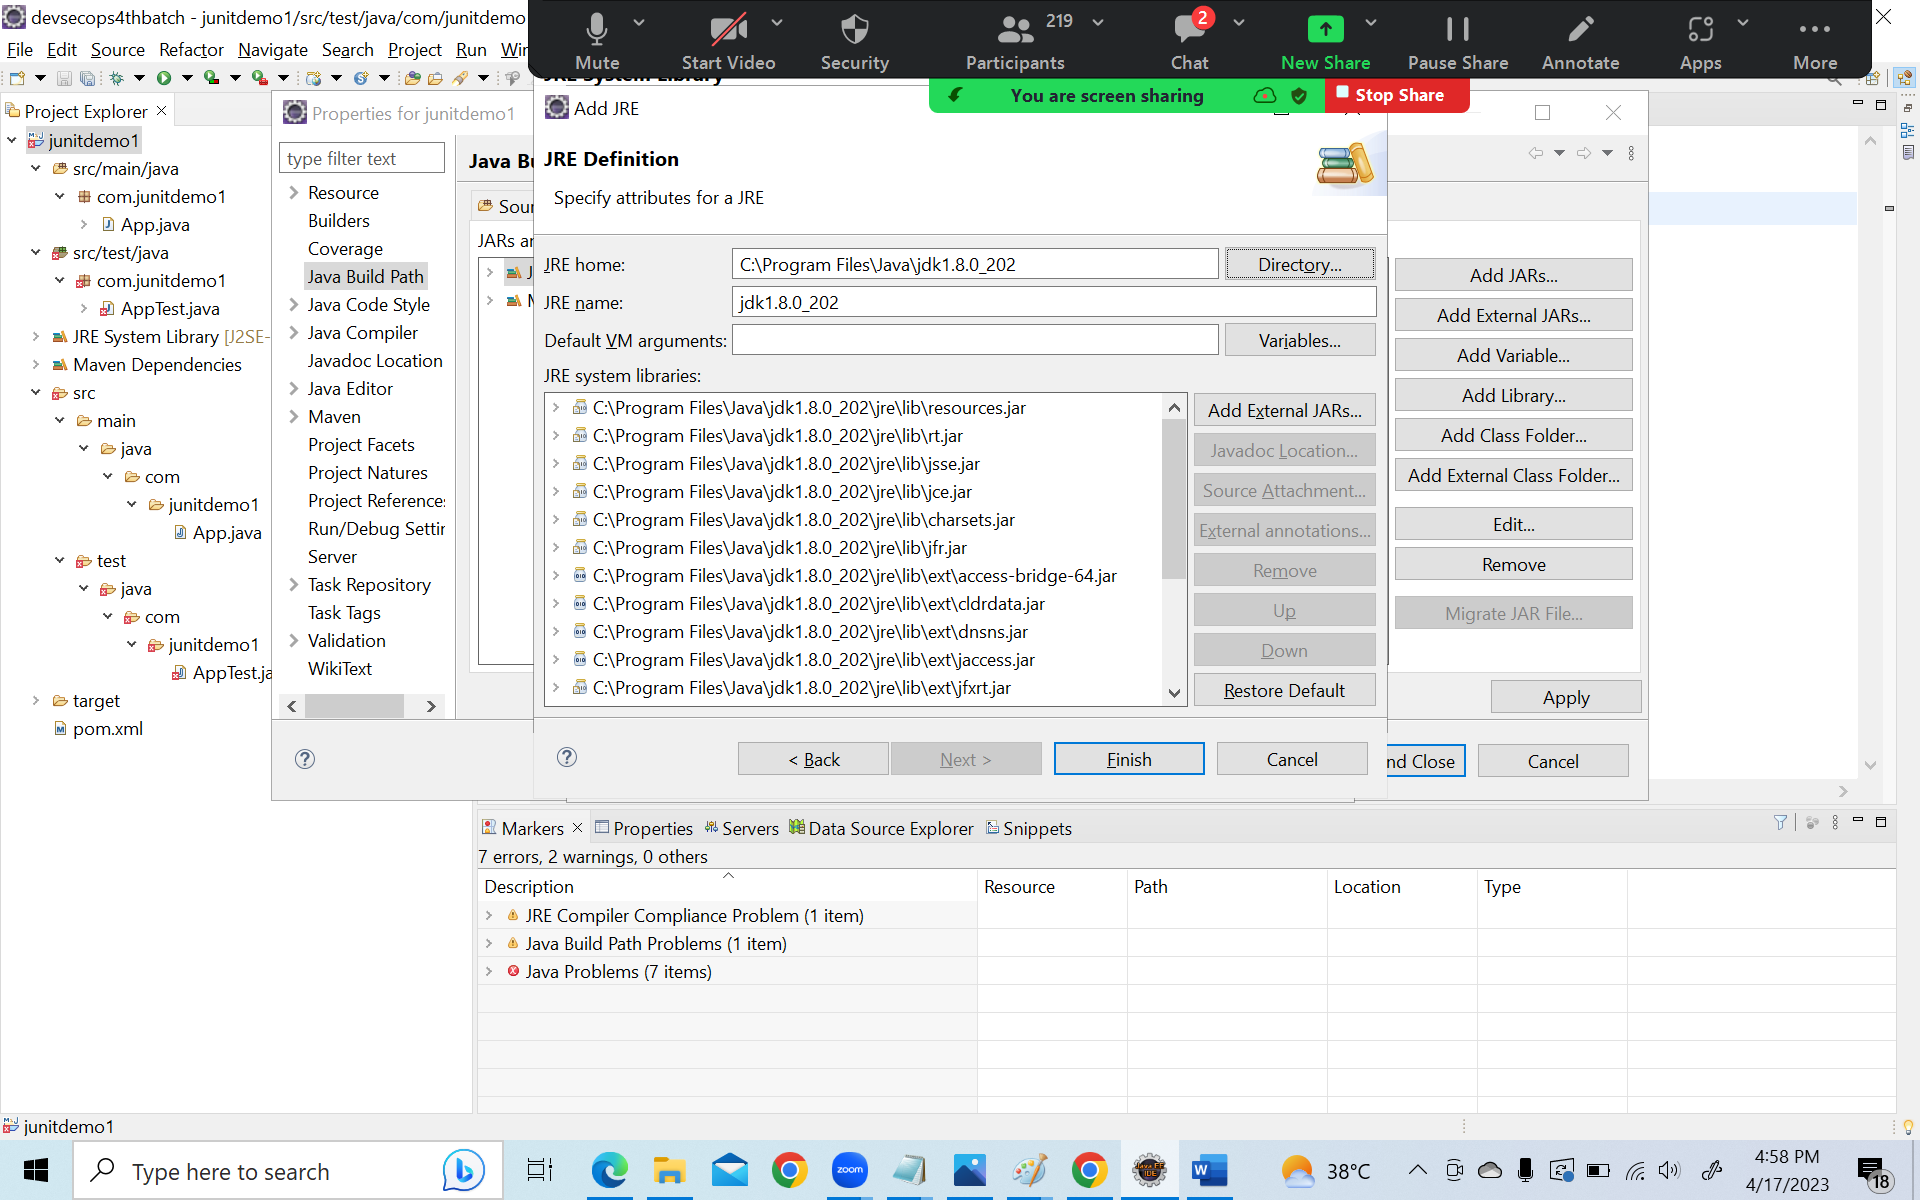 devsecops4thbatch - junitdemo1/src/test/java/com/junitdemo
File Edit Source Refactor Navigate Search Project Run
Mute
Start Video
Security
Participants 219
Chat 2
New Share
Pause Share
Annotate
Apps
More
You are screen sharing
Stop Share
Project Explorer
junitdemo1
src/main/java
com.junitdemo1
App.java
src/test/java
com.junitdemo1
AppTest.java
JRE System Library [J2SE-
Maven Dependencies
src
main
java
com
junitdemo1
App.java
test
java
com
junitdemo1
AppTest.ja
target
pom.xml
Properties for junitdemo1
type filter text
Resource
Builders
Coverage
Java Build Path
Java Code Style
Java Compiler
Javadoc Location
Java Editor
Maven
Project Facets
Project Natures
Project References
Run/Debug Settin
Server
Task Repository
Task Tags
Validation
WikiText
Java Bu
Sour
JARs an
JRE System Library
Add JRE
JRE Definition
Specify attributes for a JRE
JRE home: C:\Program Files\Java\jdk1.8.0_202 Directory...
JRE name: jdk1.8.0_202
Default VM arguments: Variables...
JRE system libraries:
C:\Program Files\Java\jdk1.8.0_202\jre\lib\resources.jar
C:\Program Files\Java\jdk1.8.0_202\jre\lib\rt.jar
C:\Program Files\Java\jdk1.8.0_202\jre\lib\jsse.jar
C:\Program Files\Java\jdk1.8.0_202\jre\lib\jce.jar
C:\Program Files\Java\jdk1.8.0_202\jre\lib\charsets.jar
C:\Program Files\Java\jdk1.8.0_202\jre\lib\jfr.jar
C:\Program Files\Java\jdk1.8.0_202\jre\lib\ext\access-bridge-64.jar
C:\Program Files\Java\jdk1.8.0_202\jre\lib\ext\cldrdata.jar
C:\Program Files\Java\jdk1.8.0_202\jre\lib\ext\dnsns.jar
C:\Program Files\Java\jdk1.8.0_202\jre\lib\ext\jaccess.jar
C:\Program Files\Java\jdk1.8.0_202\jre\lib\ext\jfxrt.jar
Add External JARs...
Javadoc Location...
Source Attachment...
External annotations...
Remove
Up
Down
Restore Default
< Back
Next >
Finish
Cancel
Add JARs...
Add External JARs...
Add Variable...
Add Library...
Add Class Folder...
Add External Class Folder...
Edit...
Remove
Migrate JAR File...
Apply
nd Close
Cancel
Markers Properties Servers Data Source Explorer Snippets
7 errors, 2 warnings, 0 others
Description Resource Path Location Type
JRE Compiler Compliance Problem (1 item)
Java Build Path Problems (1 item)
Java Problems (7 items)
junitdemo1
Type here to search
zoom
38°C
4:58 PM
4/17/2023
18